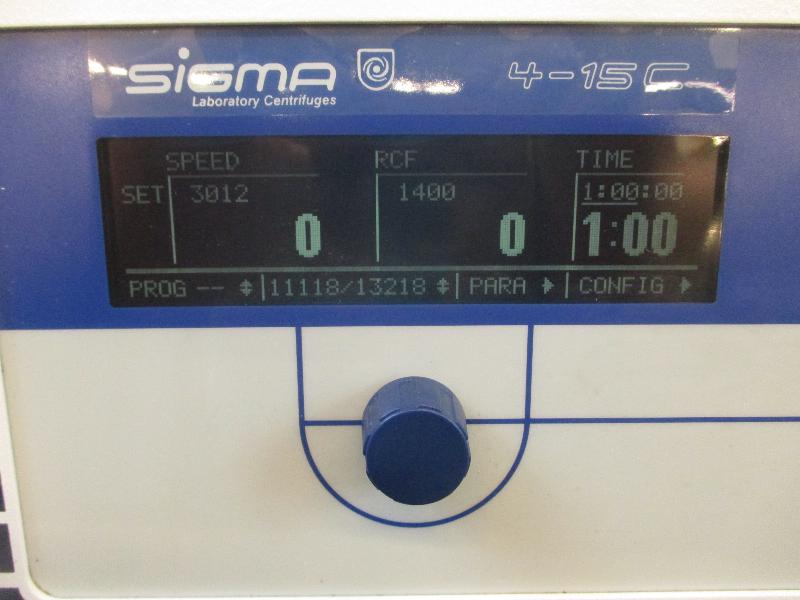 sigma 4-15C
Laboratory Centrifuges
SPEED RCF TIME
SET 3012 1400 1:00:00
0 0 1:00
PROG -- 11118/13218 PARA CONFIG